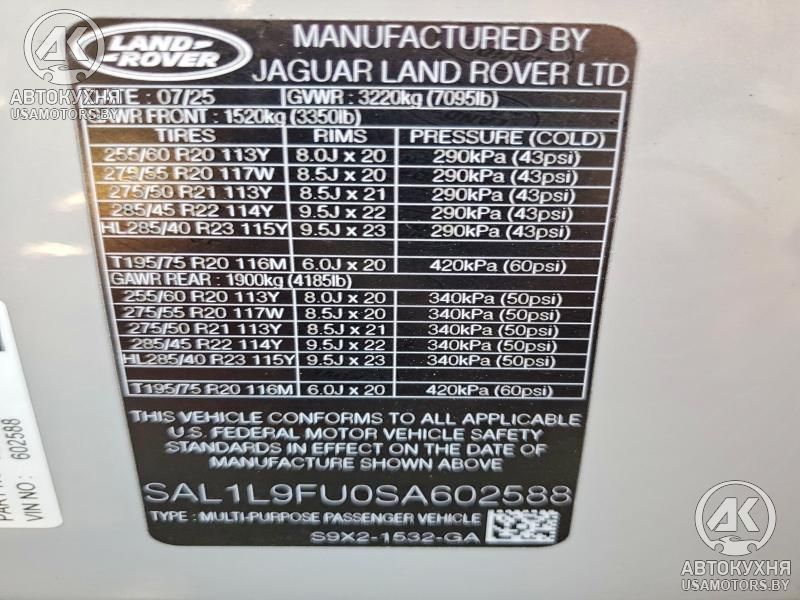 LAND-
ROVER
MANUFACTURED BY
JAGUAR LAND ROVER LTD
DATE : 07/25 GVWR : 3220kg (7095lb)
GAWR FRONT : 1520kg (3350lb)
TIRES RIMS PRESSURE (COLD)
255/60 R20 113Y 8.0J x 20 290kPa (43psi)
275/55 R20 117W 8.5J x 20 290kPa (43psi)
275/50 R21 113Y 8.5J x 21 290kPa (43psi)
285/45 R22 114Y 9.5J x 22 290kPa (43psi)
HL285/40 R23 115Y 9.5J x 23 290kPa (43psi)
T195/75 R20 116M 6.0J x 20 420kPa (60psi)
GAWR REAR : 1900kg (4185lb)
255/60 R20 113Y 8.0J x 20 340kPa (50psi)
275/55 R20 117W 8.5J x 20 340kPa (50psi)
275/50 R21 113Y 8.5J x 21 340kPa (50psi)
285/45 R22 114Y 9.5J x 22 340kPa (50psi)
HL285/40 R23 115Y 9.5J x 23 340kPa (50psi)
T195/75 R20 116M 6.0J x 20 420kPa (60psi)
THIS VEHICLE CONFORMS TO ALL APPLICABLE
U.S. FEDERAL MOTOR VEHICLE SAFETY
STANDARDS IN EFFECT ON THE DATE OF
MANUFACTURE SHOWN ABOVE
SAL1L9FU0SA602588
TYPE : MULTI-PURPOSE PASSENGER VEHICLE
S9X2-1532-GA
VIN NO : 602588
АК
АВТОКУХНЯ
USAMOTORS.BY
АК
АВТОКУХНЯ
USAMOTORS.BY